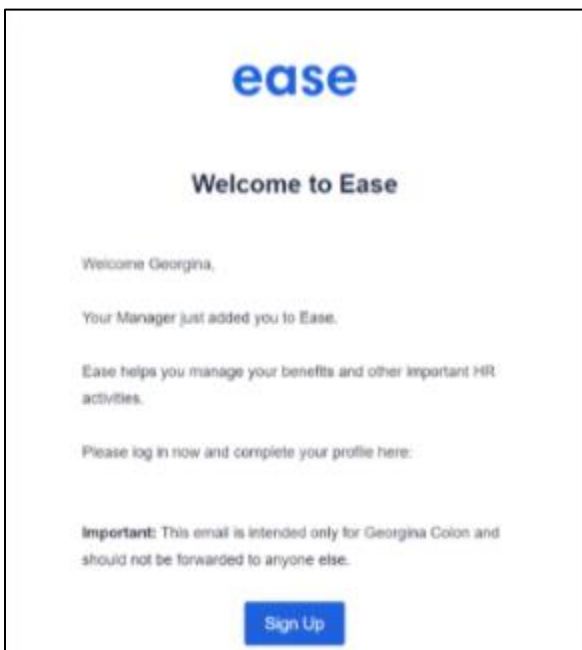 ease
Welcome to Ease
Welcome Georgina,
Your Manager just added you to Ease.
Ease helps you manage your benefits and other important HR
activities.
Please log in now and complete your profile here:
Important: This email is intended only for Georgina Colon and
should not be forwarded to anyone else.
Sign Up